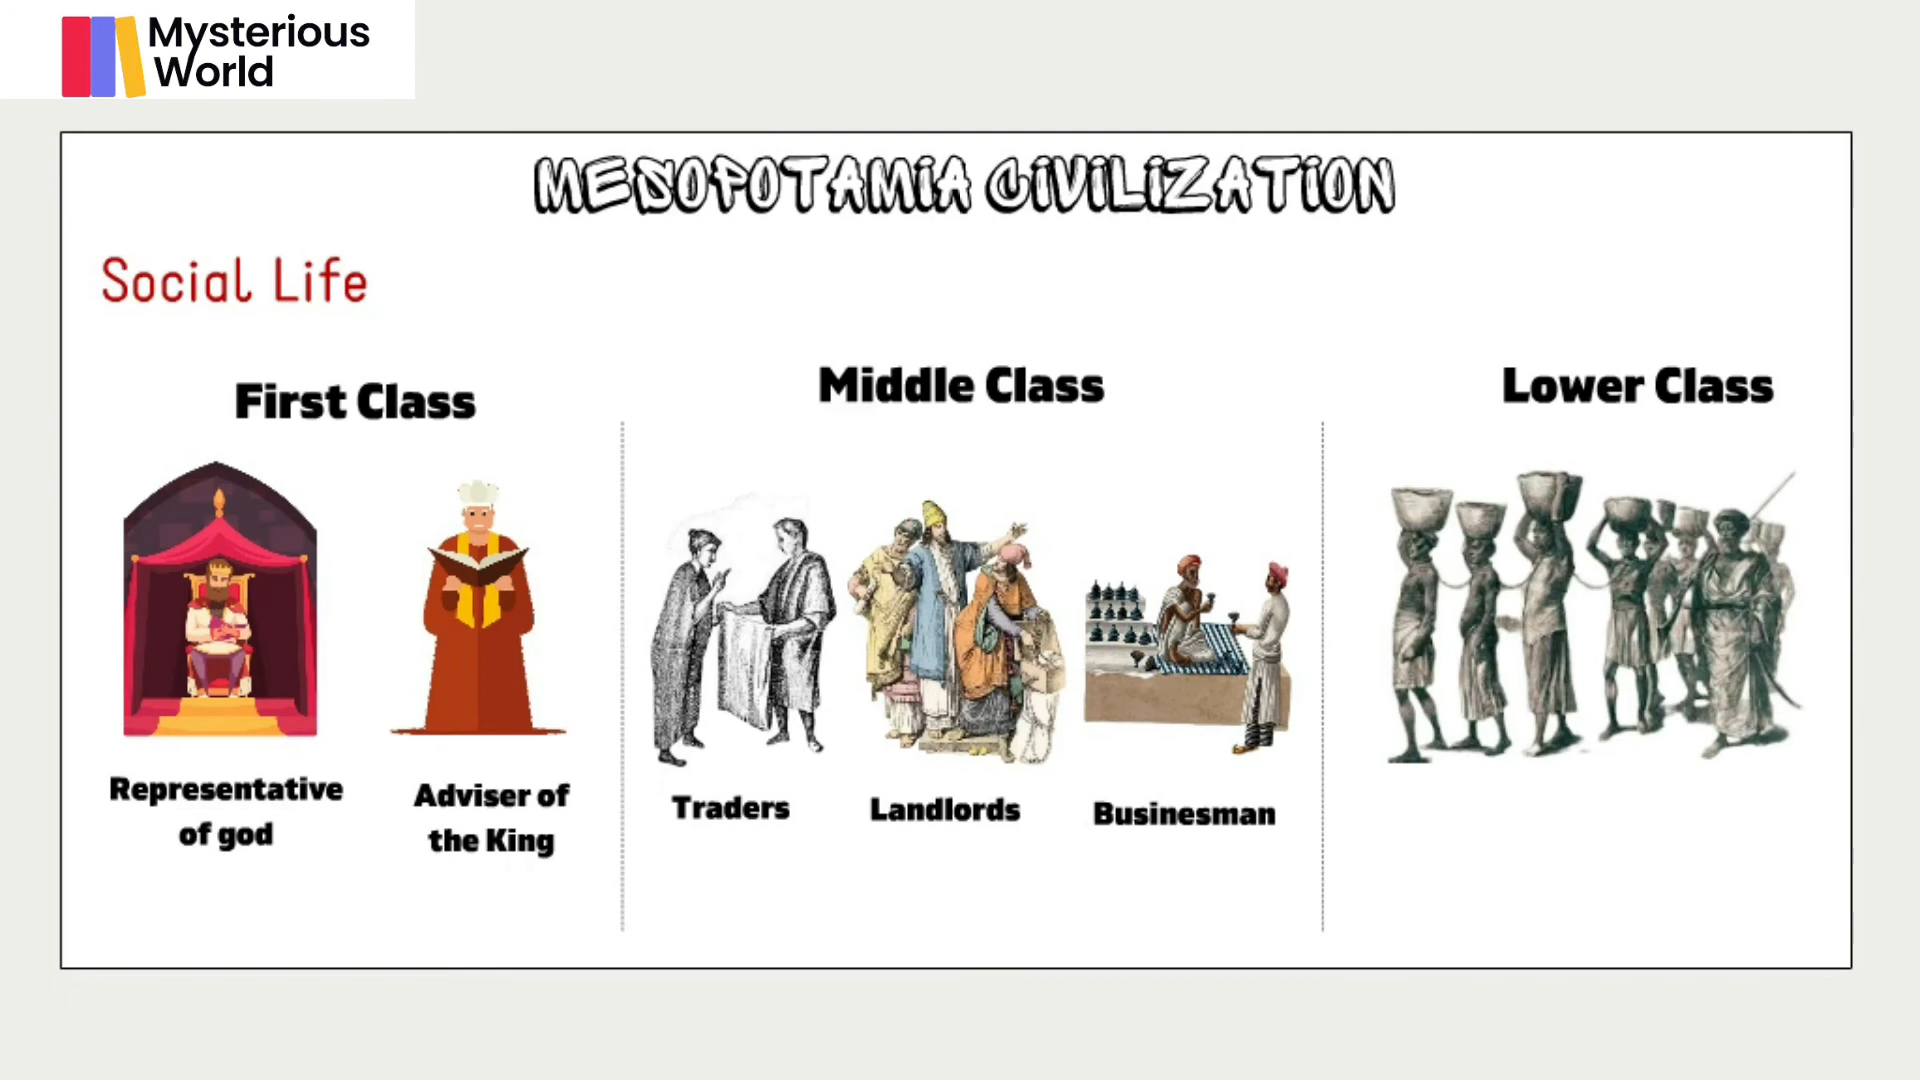 Mysterious
World
MESOPOTAMIA CIVILIZATION
Social Life
First Class
Middle Class
Lower Class
Representative
of god
Adviser of
the King
Traders
Landlords
Businesman